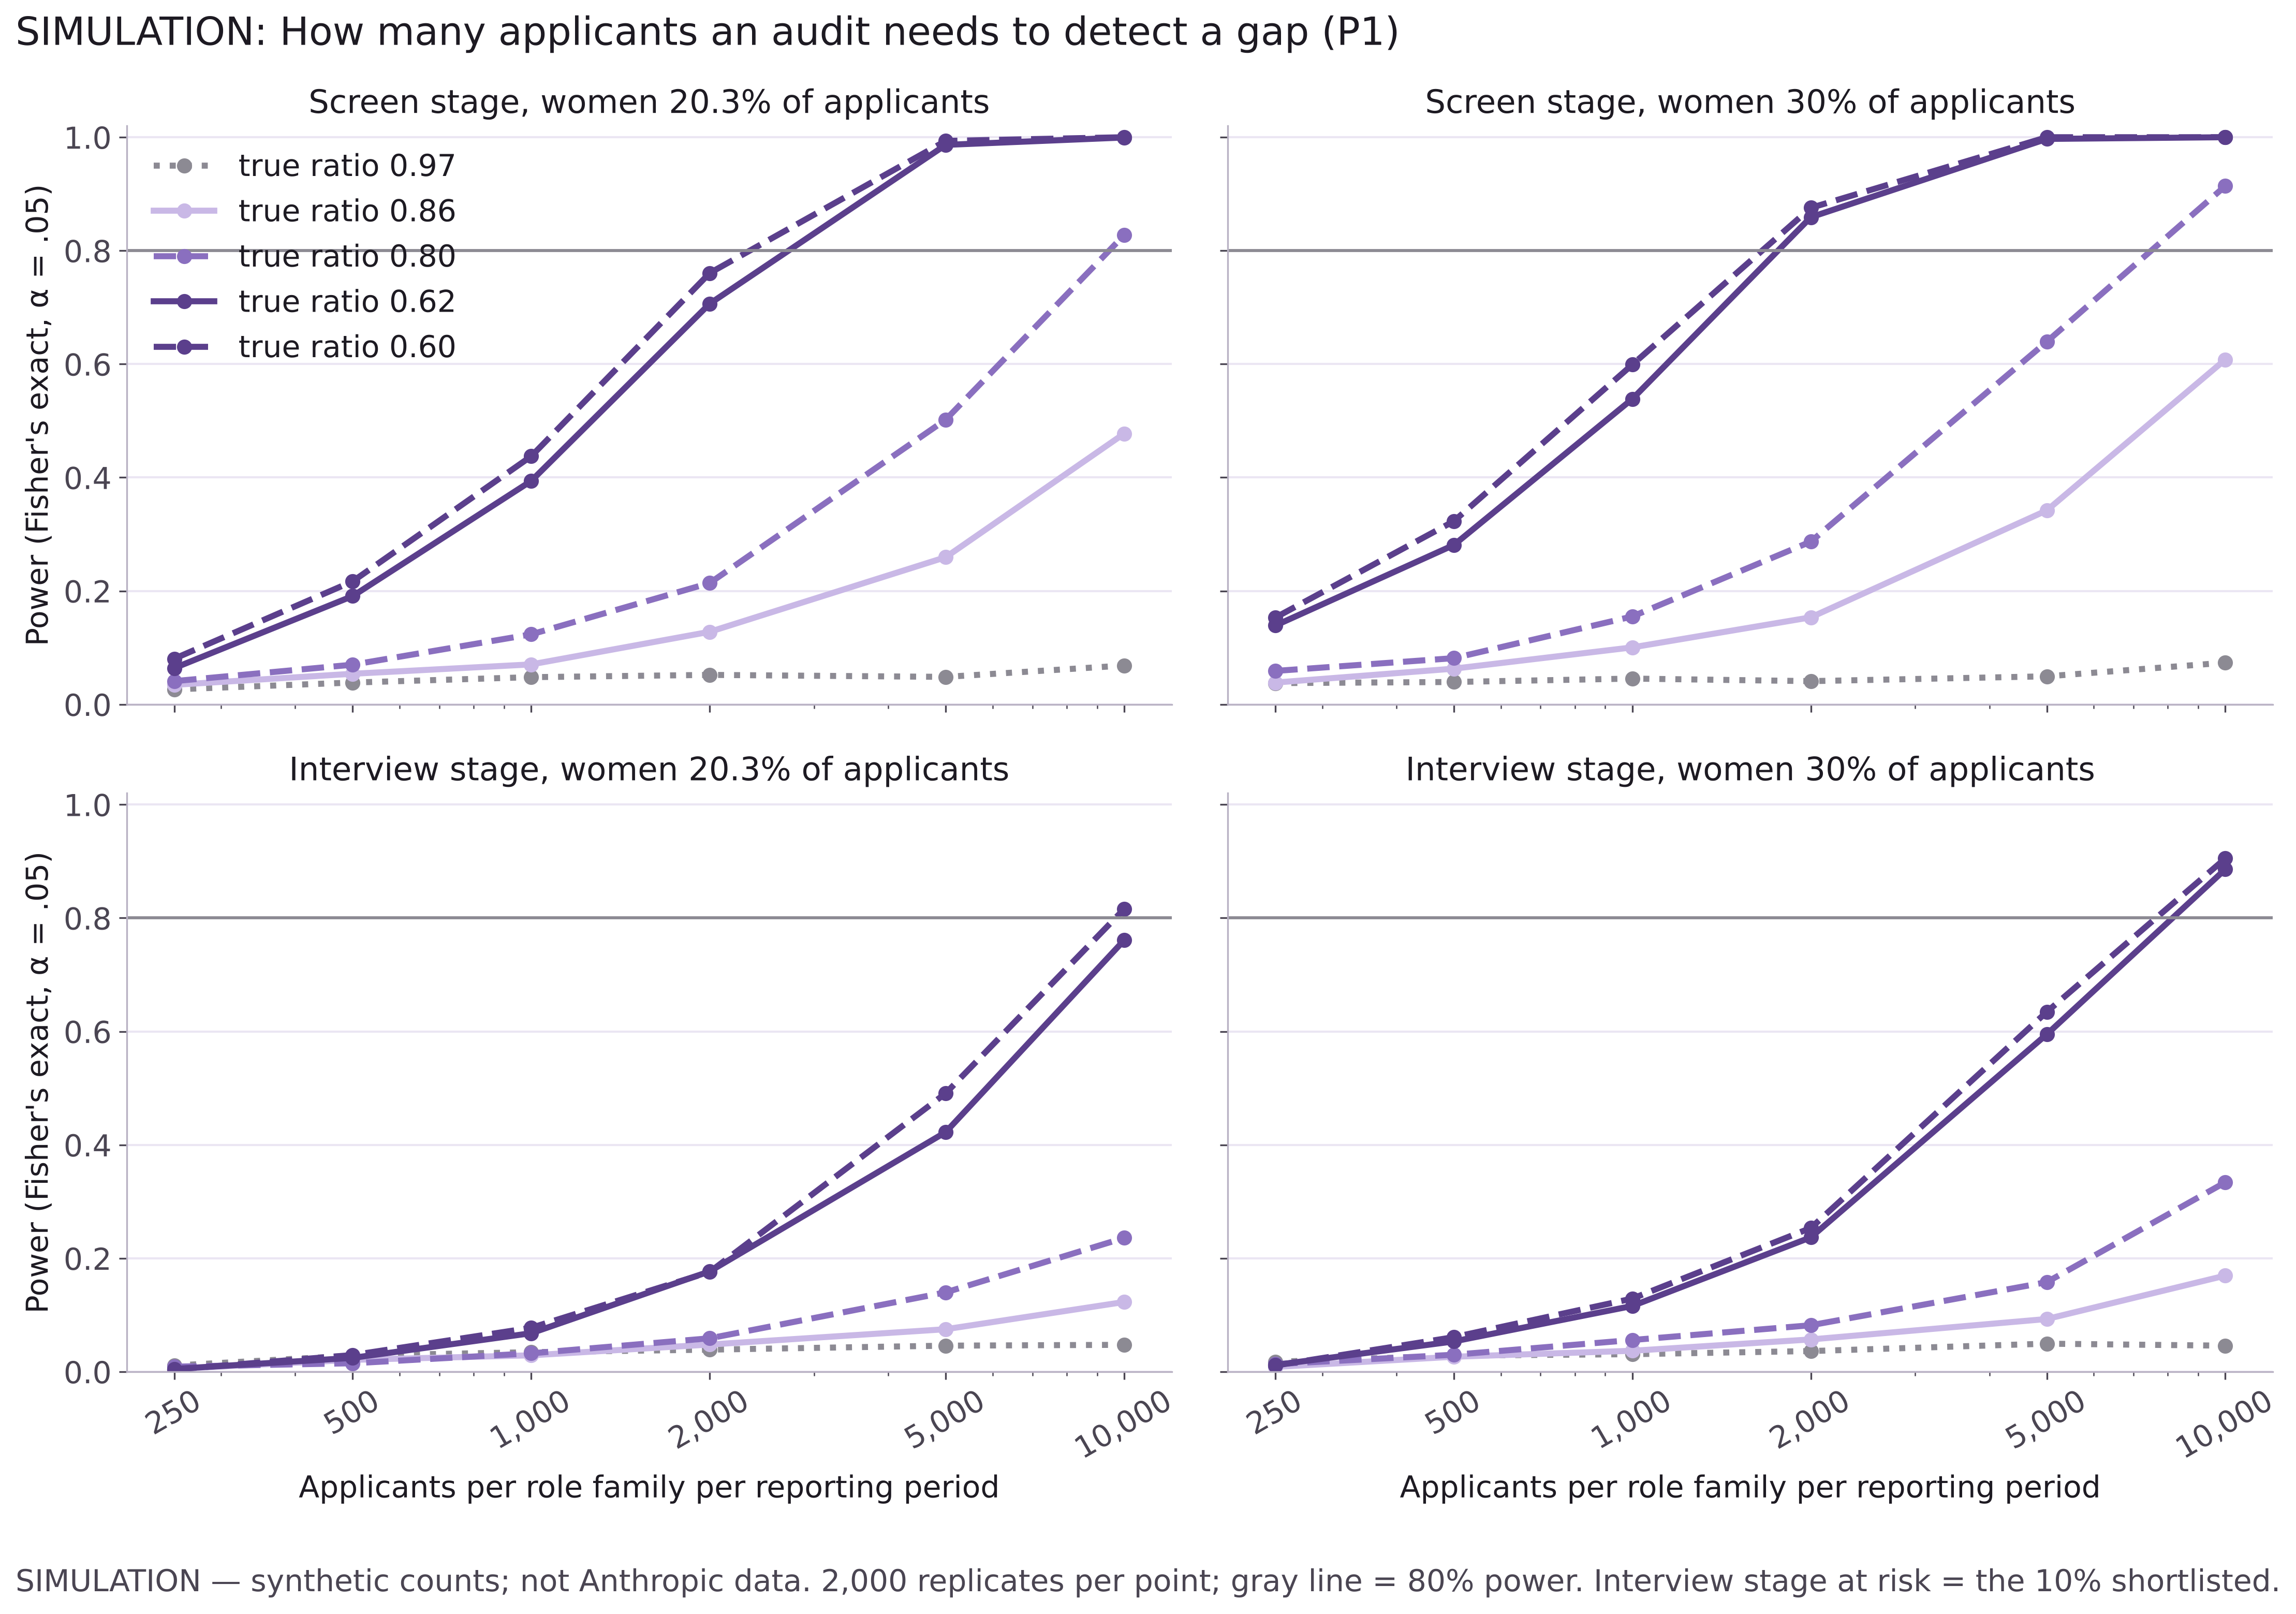 SIMULATION: How many applicants an audit needs to detect a gap (P1)
Screen stage, women 20.3% of applicants
Screen stage, women 30% of applicants
Power (Fisher's exact, α = .05)
1.0
0.8
0.6
0.4
0.2
0.0
true ratio 0.97
true ratio 0.86
true ratio 0.80
true ratio 0.62
true ratio 0.60
Interview stage, women 20.3% of applicants
Interview stage, women 30% of applicants
Power (Fisher's exact, α = .05)
1.0
0.8
0.6
0.4
0.2
0.0
250 500 1,000 2,000 5,000 10,000
250 500 1,000 2,000 5,000 10,000
Applicants per role family per reporting period
Applicants per role family per reporting period
SIMULATION — synthetic counts; not Anthropic data. 2,000 replicates per point; gray line = 80% power. Interview stage at risk = the 10% shortlisted.